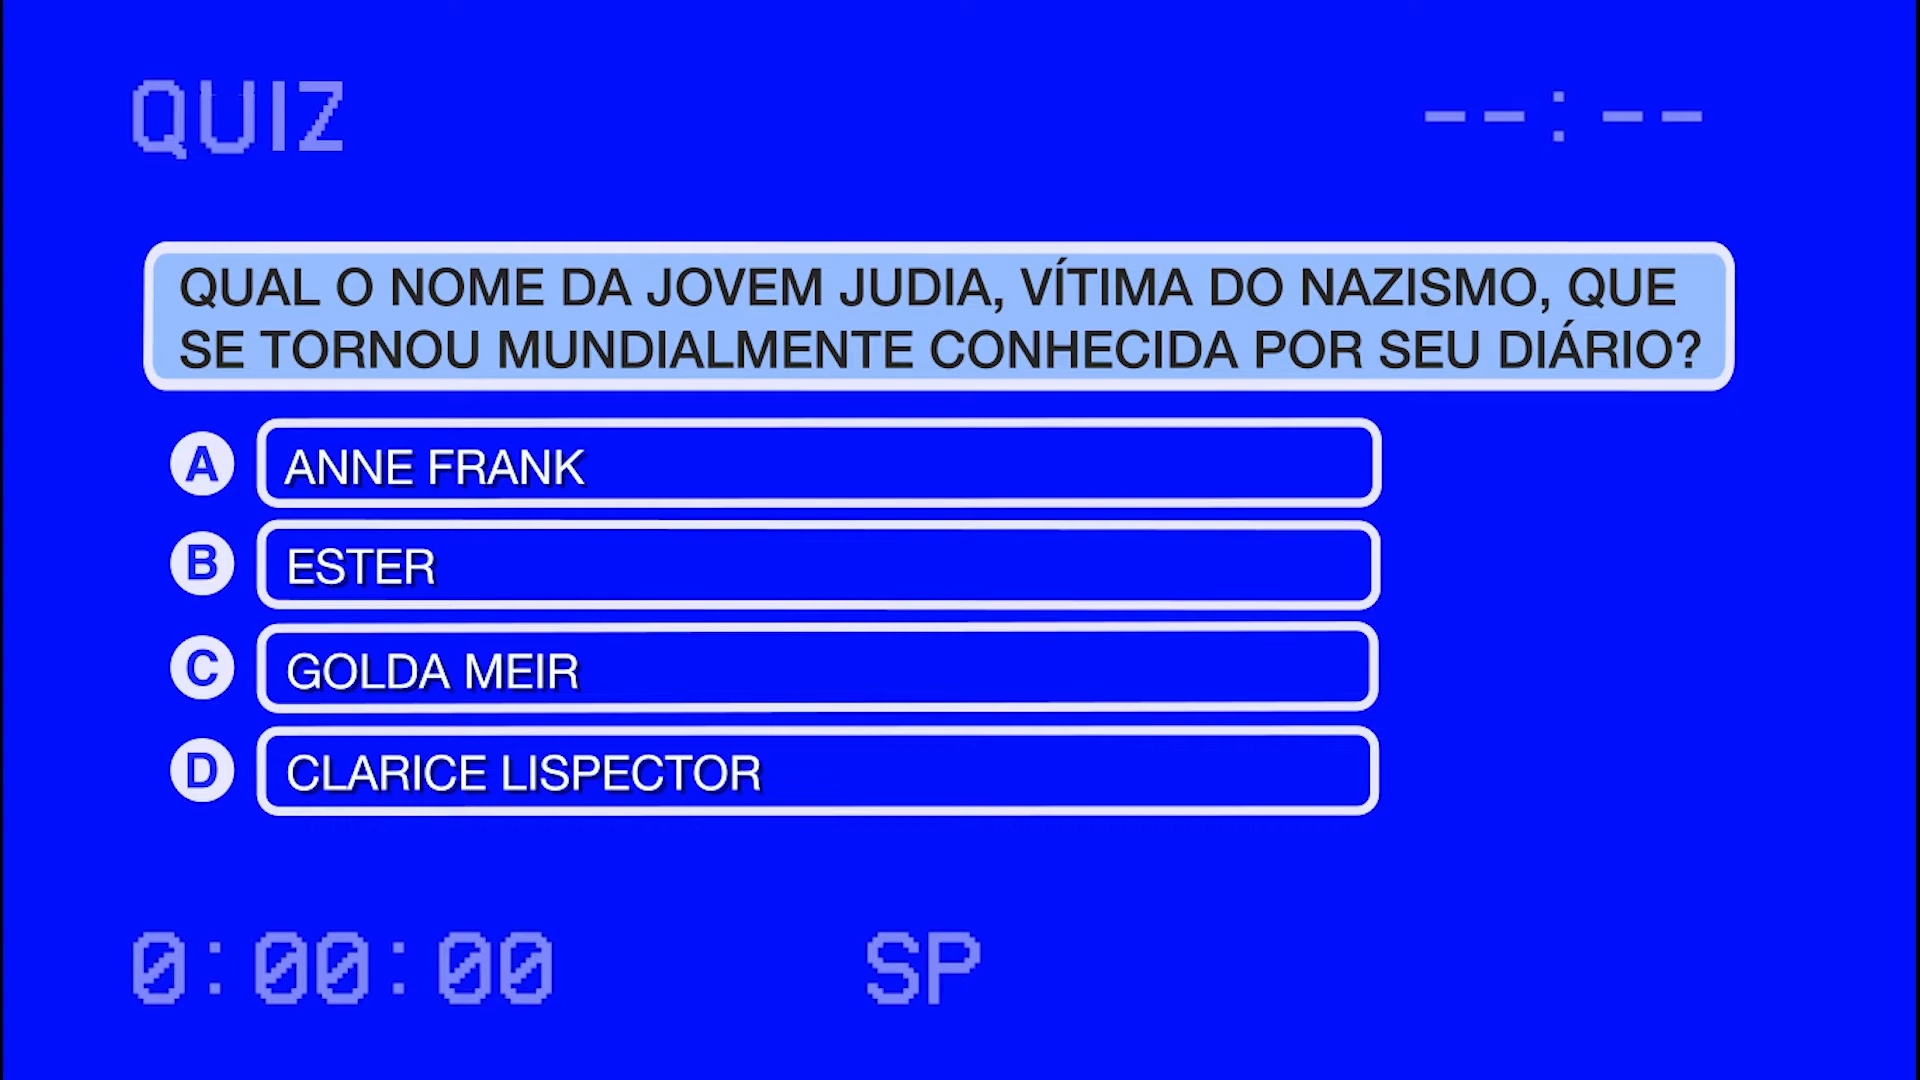 QUIZ
--:--
QUAL O NOME DA JOVEM JUDIA, VÍTIMA DO NAZISMO, QUE
SE TORNOU MUNDIALMENTE CONHECIDA POR SEU DIÁRIO?
A ANNE FRANK
B ESTER
C GOLDA MEIR
D CLARICE LISPECTOR
0:00:00 SP